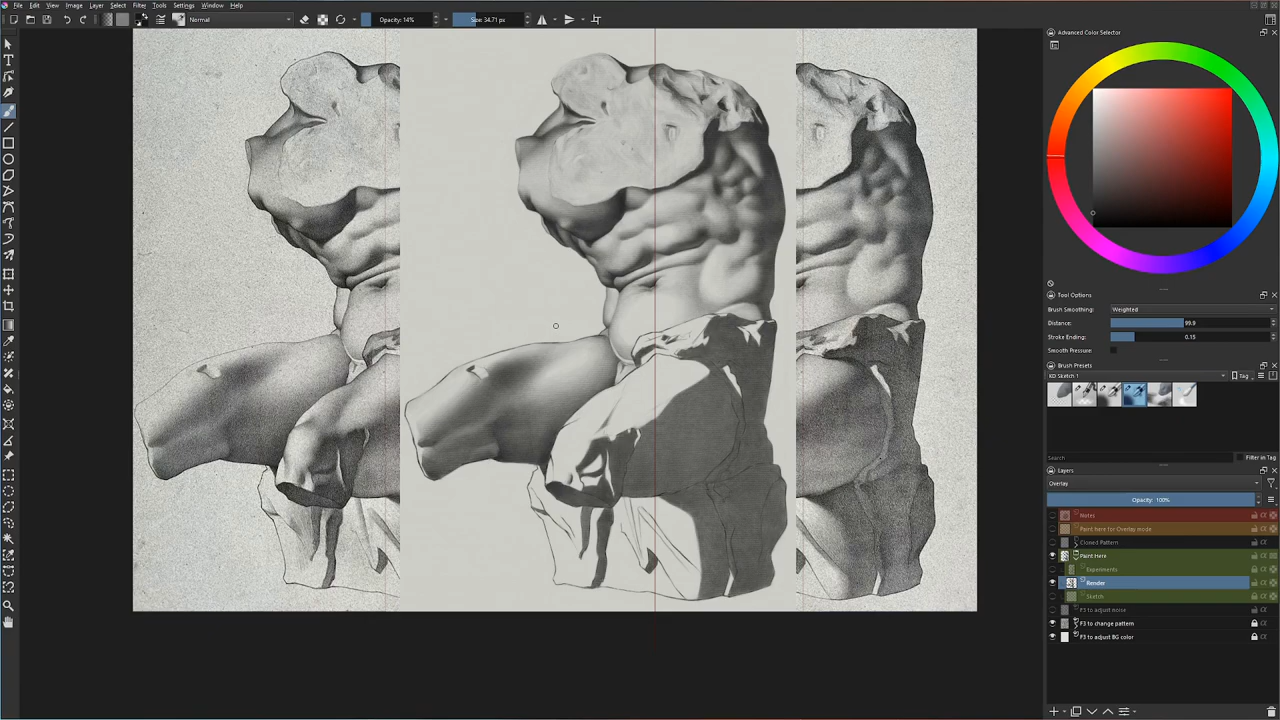 File Edit View Image Layer Select Filter Tools Settings Window Help
Normal Opacity: 14% Size: 34.71 px
Advanced Color Selector
Tool Options
Brush Smoothing: Weighted
Distance: 99.9
Stroke Ending: 0.15
Smooth Pressure:
Brush Presets
KD Sketch 1 Tag
Search Filter in Tag
Layers
Overlay
Opacity: 100%
Notes
Paint here for Overlay mode
Cloned Pattern
Paint Here
Experiments
Render
Sketch
F3 to adjust noise
F3 to change pattern
F3 to adjust BG color